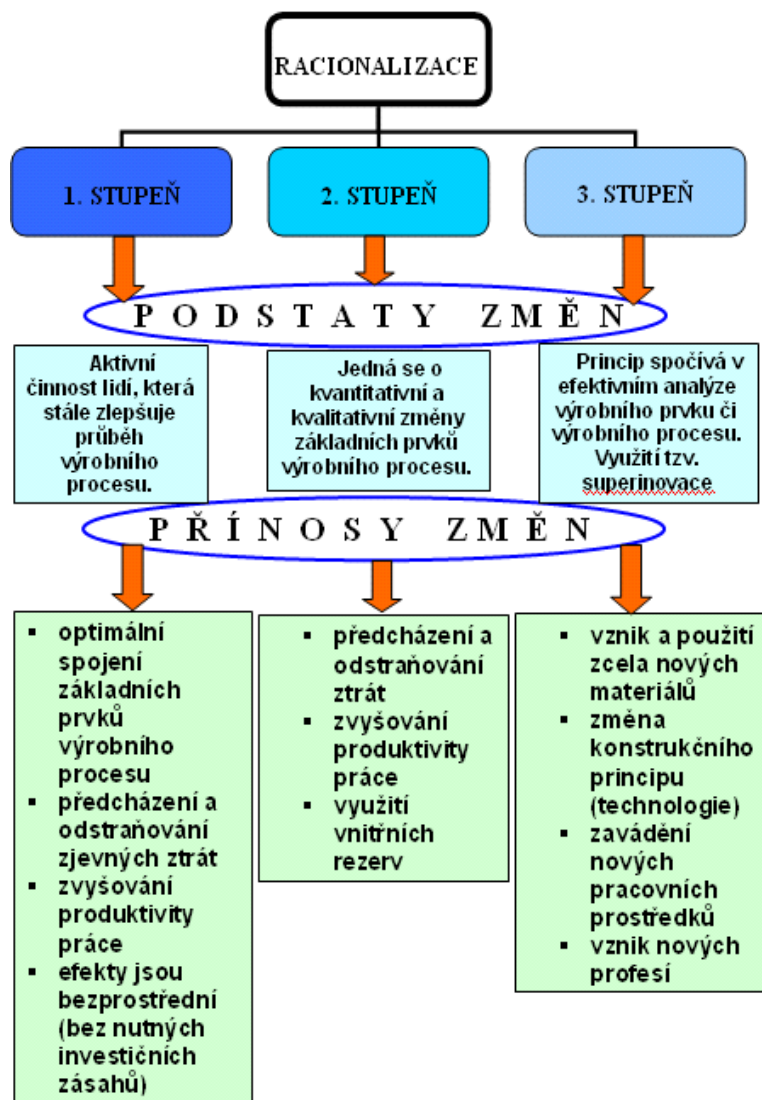 RACIONALIZACE
1. STUPEŇ
2. STUPEŇ
3. STUPEŇ
PODSTATY ZMĚN
Aktivní
činnost lidí, která
stále zlepšuje
průběh
výrobního
procesu.
Jedná se o
kvantitativní a
kvalitativní změny
základních prvků
výrobního procesu.
Princip spočívá v
efektivním analýze
výrobního prvku či
výrobního procesu.
Využití tzv.
superinovace
PŘÍNOSY ZMĚN
▪ optimální
spojení
základních
prvků
výrobního
procesu
▪ předcházení a
odstraňování
zjevných ztrát
▪ zvyšování
produktivity
práce
▪ efekty jsou
bezprostřední
(bez nutných
investičních
zásahů)
▪ předcházení a
odstraňování
ztrát
▪ zvyšování
produktivity
práce
▪ využití
vnitřních
rezerv
▪ vznik a použití
zcela nových
materiálů
▪ změna
konstrukčního
principu
(technologie)
▪ zavádění
nových
pracovních
prostředků
▪ vznik nových
profesí